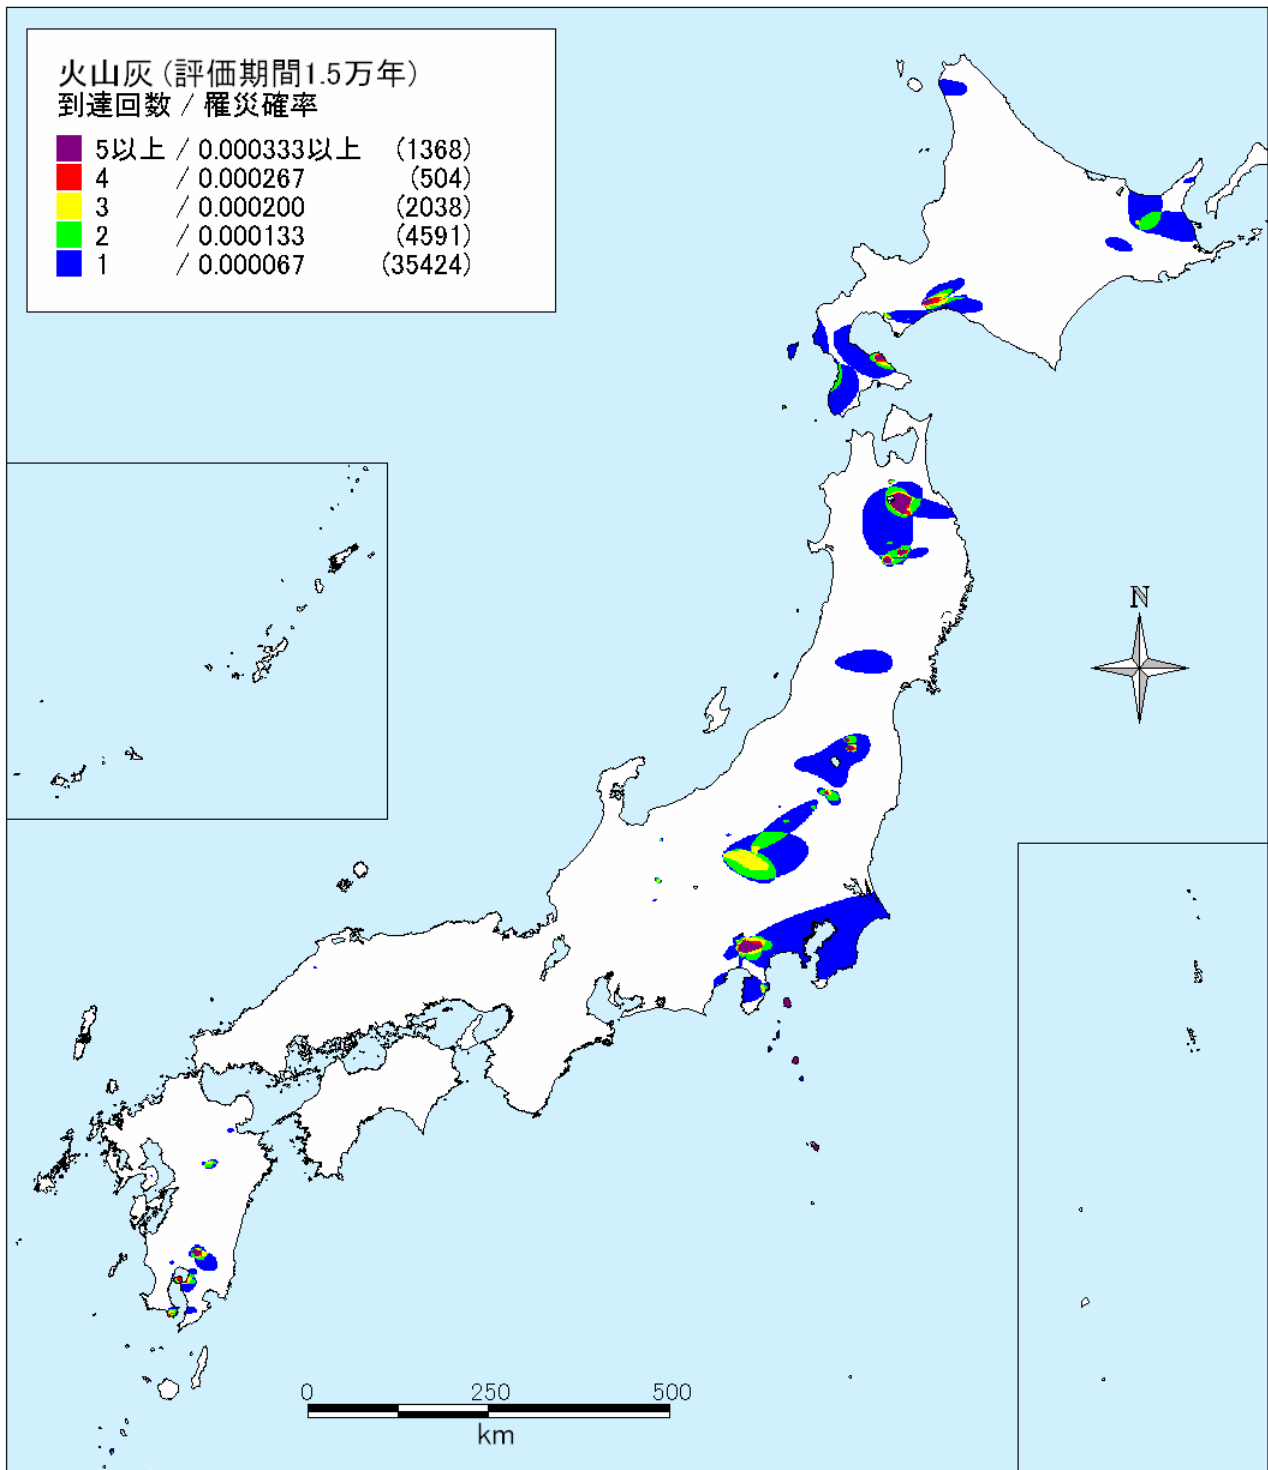 火山灰(評価期間1.5万年)
到達回数 / 罹災確率
5以上 / 0.000333以上 (1368)
4 / 0.000267 (504)
3 / 0.000200 (2038)
2 / 0.000133 (4591)
1 / 0.000067 (35424)
N
0 250 500
km